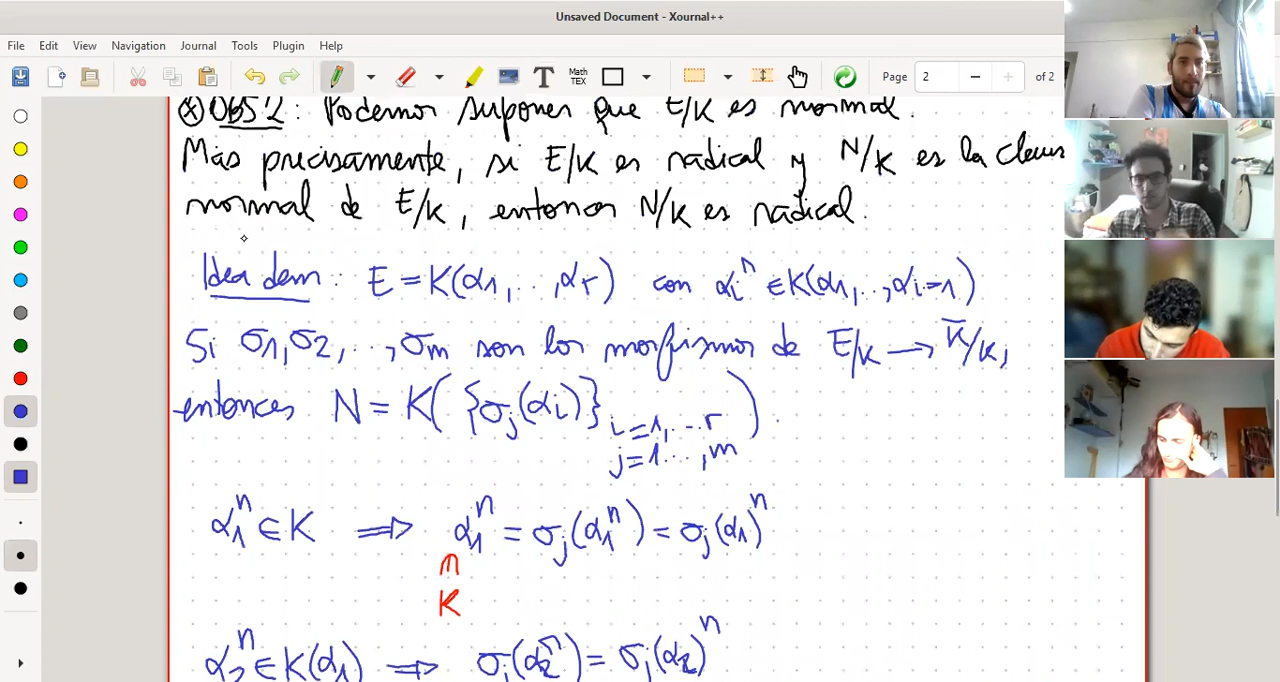 Unsaved Document - Xournal++
File Edit View Navigation Journal Tools Plugin Help
T Math TEX Page 2 of 2
⊛ Obs 2: Podemos suponer que E/K es normal.
Más precisamente, si E/K es radical y N/K es la claus
normal de E/K, entonces N/K es radical.
Idea dem: E = K(α1, .., αr) con αi^n ∈ K(α1, .., αi-1)
Si σ1, σ2, .., σm son los morfismos de E/K → K̄/K,
entonces N = K({σj(αi)} i=1,..r j=1..,m)
α1^n ∈ K ⟹ α1^n = σj(α1^n) = σj(α1)^n
∩
K
α2^n ∈ K(α1) ⟹ σj(α2^n) = σj(α2)^n